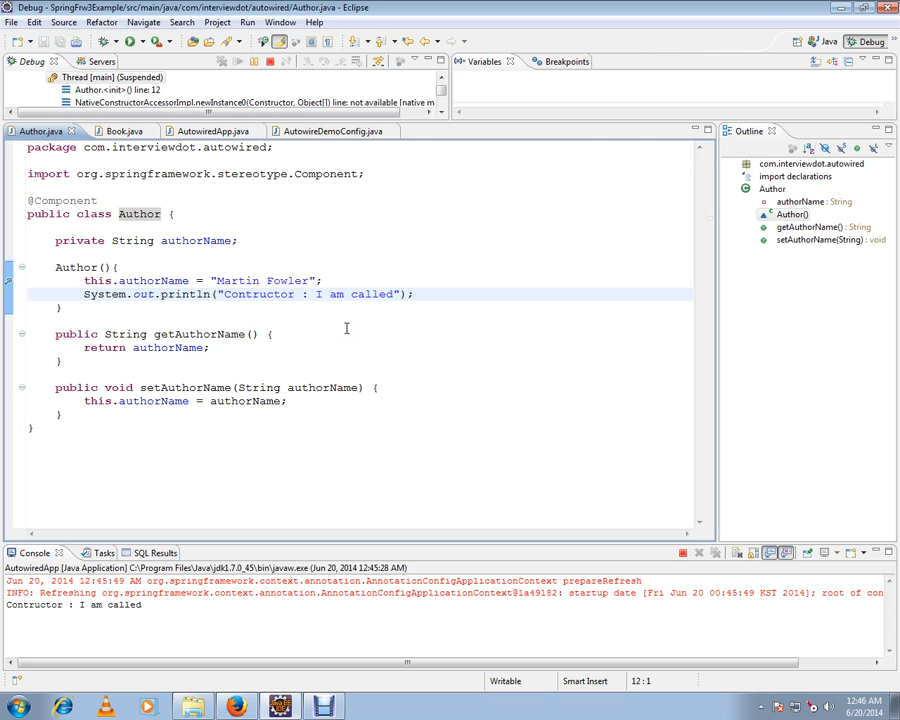 Debug - SpringFrw3Example/src/main/java/com/interviewdot/autowired/Author.java - Eclipse
File Edit Source Refactor Navigate Search Project Run Window Help
Java Debug
Debug Servers
Variables Breakpoints
Thread [main] (Suspended)
Author.<init>() line: 12
NativeConstructorAccessorImpl.newInstance0(Constructor, Object[]) line: not available [native m
Author.java Book.java AutowiredApp.java AutowireDemoConfig.java
Outline
package com.interviewdot.autowired;
import org.springframework.stereotype.Component;
@Component
public class Author {
private String authorName;
Author(){
this.authorName = "Martin Fowler";
System.out.println("Contructor : I am called");
}
public String getAuthorName() {
return authorName;
}
public void setAuthorName(String authorName) {
this.authorName = authorName;
}
}
com.interviewdot.autowired
import declarations
Author
authorName : String
Author()
getAuthorName() : String
setAuthorName(String) : void
Console Tasks SQL Results
AutowiredApp [Java Application] C:\Program Files\Java\jdk1.7.0_45\bin\javaw.exe (Jun 20, 2014 12:45:28 AM)
Jun 20, 2014 12:45:49 AM org.springframework.context.annotation.AnnotationConfigApplicationContext prepareRefresh
INFO: Refreshing org.springframework.context.annotation.AnnotationConfigApplicationContext@1a49182: startup date [Fri Jun 20 00:45:49 KST 2014]; root of con
Contructor : I am called
Writable Smart Insert 12 : 1
12:46 AM
6/20/2014